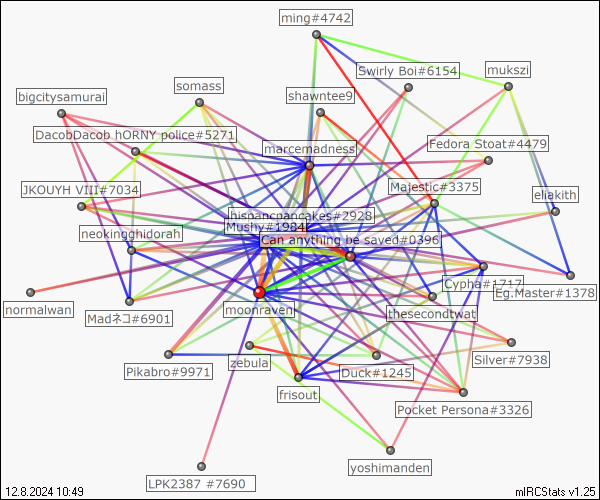 ming#4742
Swirly Boi#6154
mukszi
somass
shawntee9
bigcitysamurai
DacobDacob hORNY police#5271
Fedora Stoat#4479
marcemadness
JKOUYH VIII#7034
Majestic#3375
eliakith
hispancpancakes#2928
Mushy#1984
neokingghidorah
Can anything be saved#0396
Cypha#1717
Eg.Master#1378
normalwan
moonraven
thesecondtwat
Madネコ#6901
zebula
Silver#7938
Pikabro#9971
Duck#1245
frisout
Pocket Persona#3326
yoshimanden
LPK2387 #7690
12.8.2024 10:49
mIRCStats v1.25